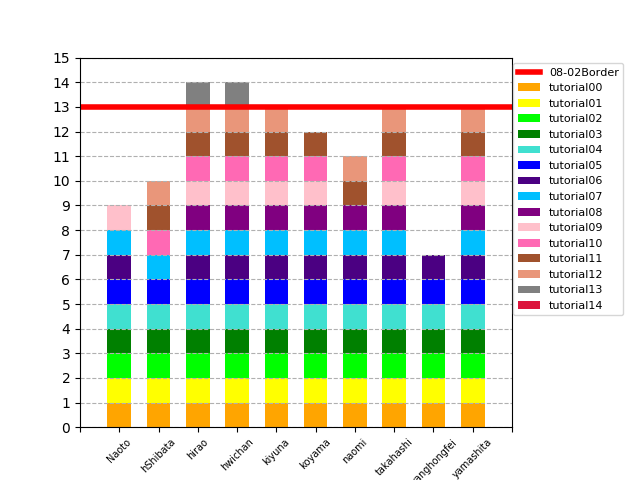 15
14
13
12
11
10
9
8
7
6
5
4
3
2
1
0
Naoto
hShibata
hirao
hwichan
kiyuna
koyama
naomi
takahashi
anghongfei
yamashita
08-02Border
tutorial00
tutorial01
tutorial02
tutorial03
tutorial04
tutorial05
tutorial06
tutorial07
tutorial08
tutorial09
tutorial10
tutorial11
tutorial12
tutorial13
tutorial14